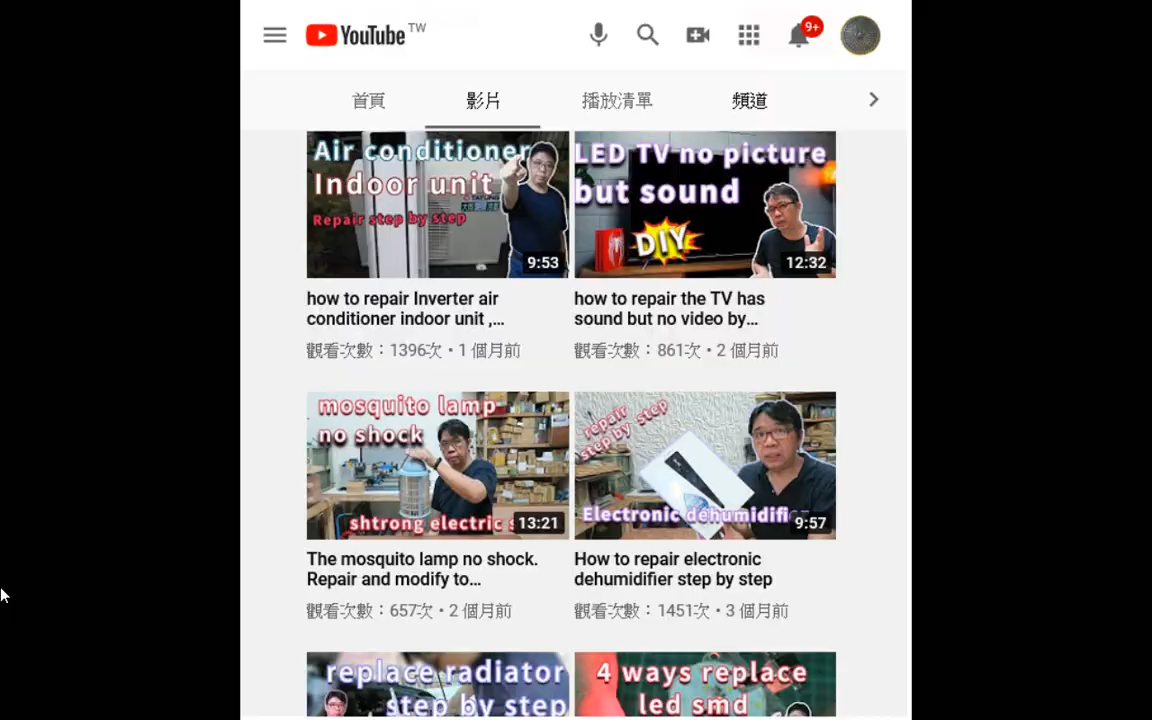 YouTube TW
9+
首頁
影片
播放清單
頻道
Air conditioner
Indoor unit
Repair step by step
9:53
LED TV no picture
but sound
DIY
12:32
how to repair Inverter air
conditioner indoor unit ,...
觀看次數：1396次・1 個月前
how to repair the TV has
sound but no video by...
觀看次數：861次・2 個月前
mosquito lamp
no shock
shtrong electric s
13:21
repair
step by step
Electronic dehumidifi
9:57
The mosquito lamp no shock.
Repair and modify to...
觀看次數：657次・2 個月前
How to repair electronic
dehumidifier step by step
觀看次數：1451次・3 個月前
replace radiator
step by step
4 ways replace
led smd